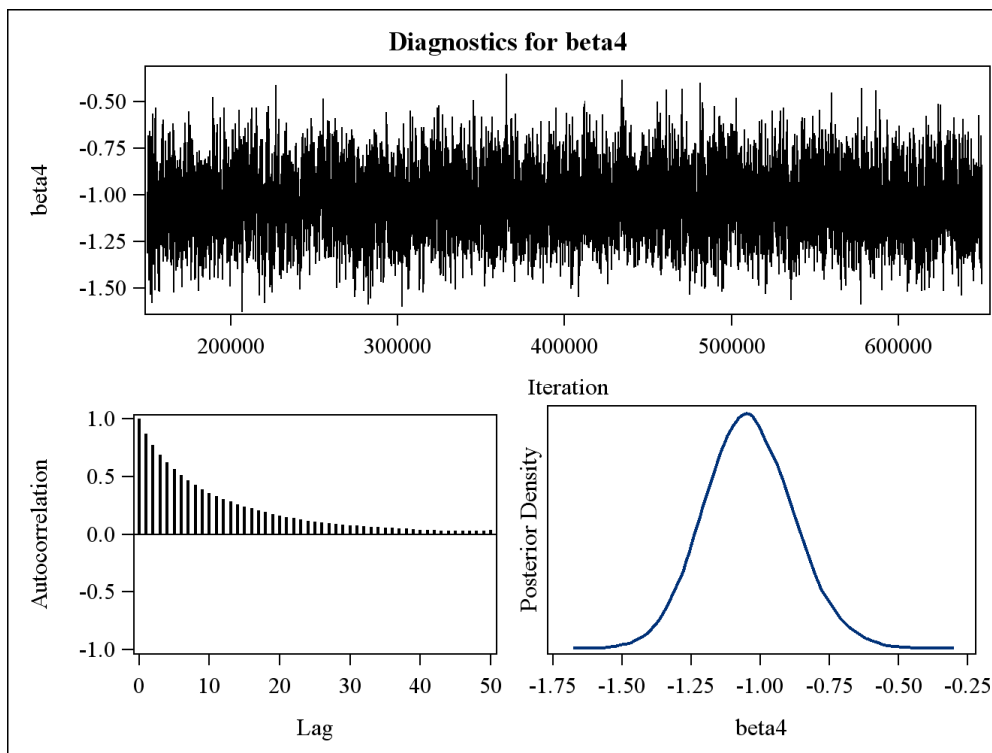 Diagnostics for beta4
beta4
-0.50
-0.75
-1.00
-1.25
-1.50
200000 300000 400000 500000 600000
Iteration
Autocorrelation
1.0
0.5
0.0
-0.5
-1.0
0 10 20 30 40 50
Lag
Posterior Density
-1.75 -1.50 -1.25 -1.00 -0.75 -0.50 -0.25
beta4